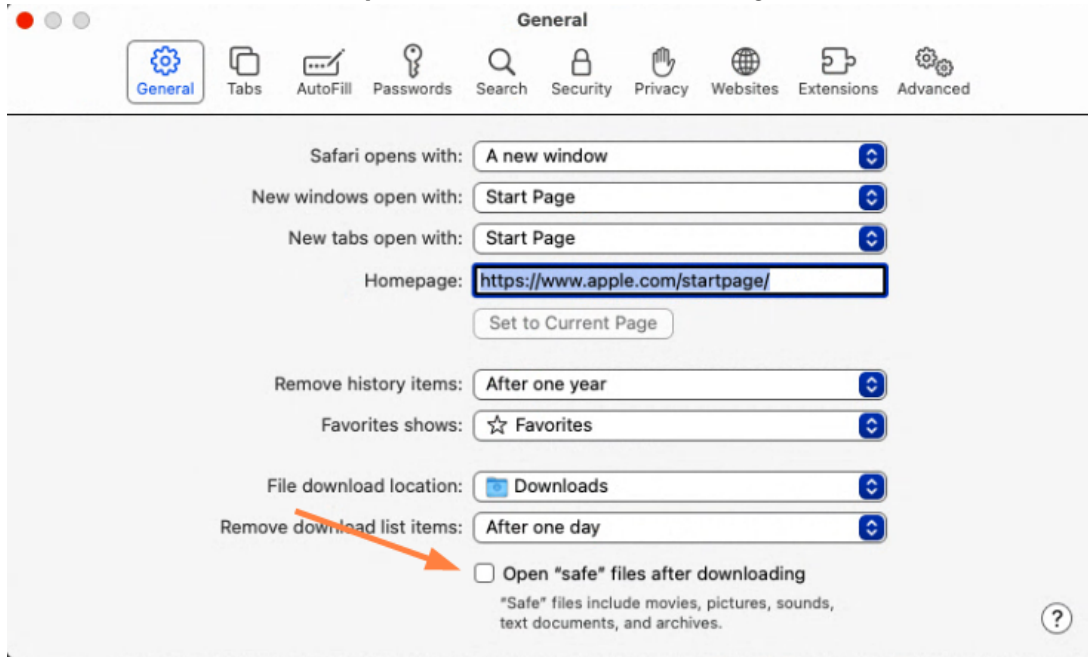 General
General Tabs AutoFill Passwords Search Security Privacy Websites Extensions Advanced
Safari opens with: A new window
New windows open with: Start Page
New tabs open with: Start Page
Homepage: https://www.apple.com/startpage/
Set to Current Page
Remove history items: After one year
Favorites shows: ☆ Favorites
File download location: Downloads
Remove download list items: After one day
Open “safe” files after downloading
“Safe” files include movies, pictures, sounds,
text documents, and archives.
?